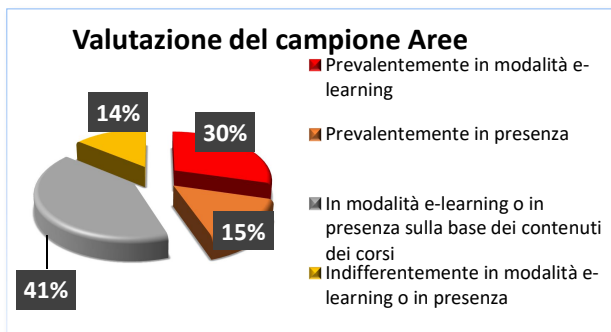 Valutazione del campione Aree
Prevalentemente in modalità e-
learning
14%
30%
Prevalentemente in presenza
In modalità e-learning o in
presenza sulla base dei contenuti
dei corsi
15%
41%
Indifferentemente in modalità e-
learning o in presenza